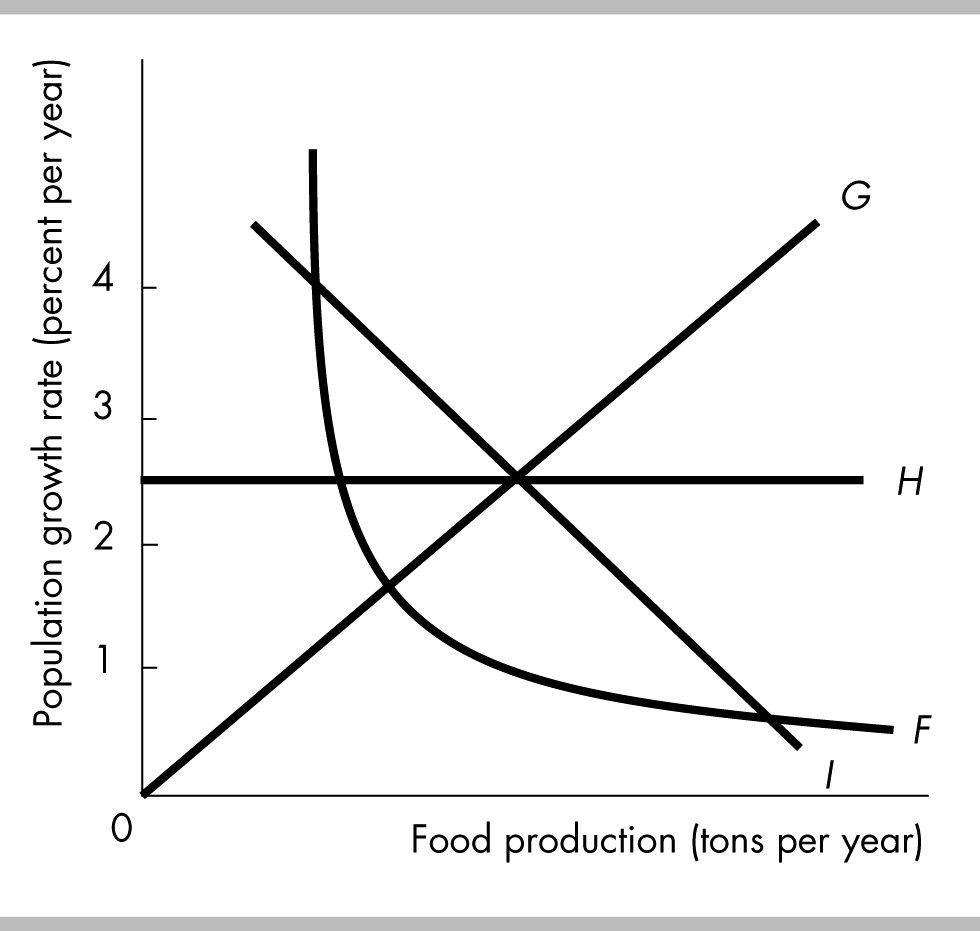 Population growth rate (percent per year)
G
4
3
H
2
1
F
I
0
Food production (tons per year)